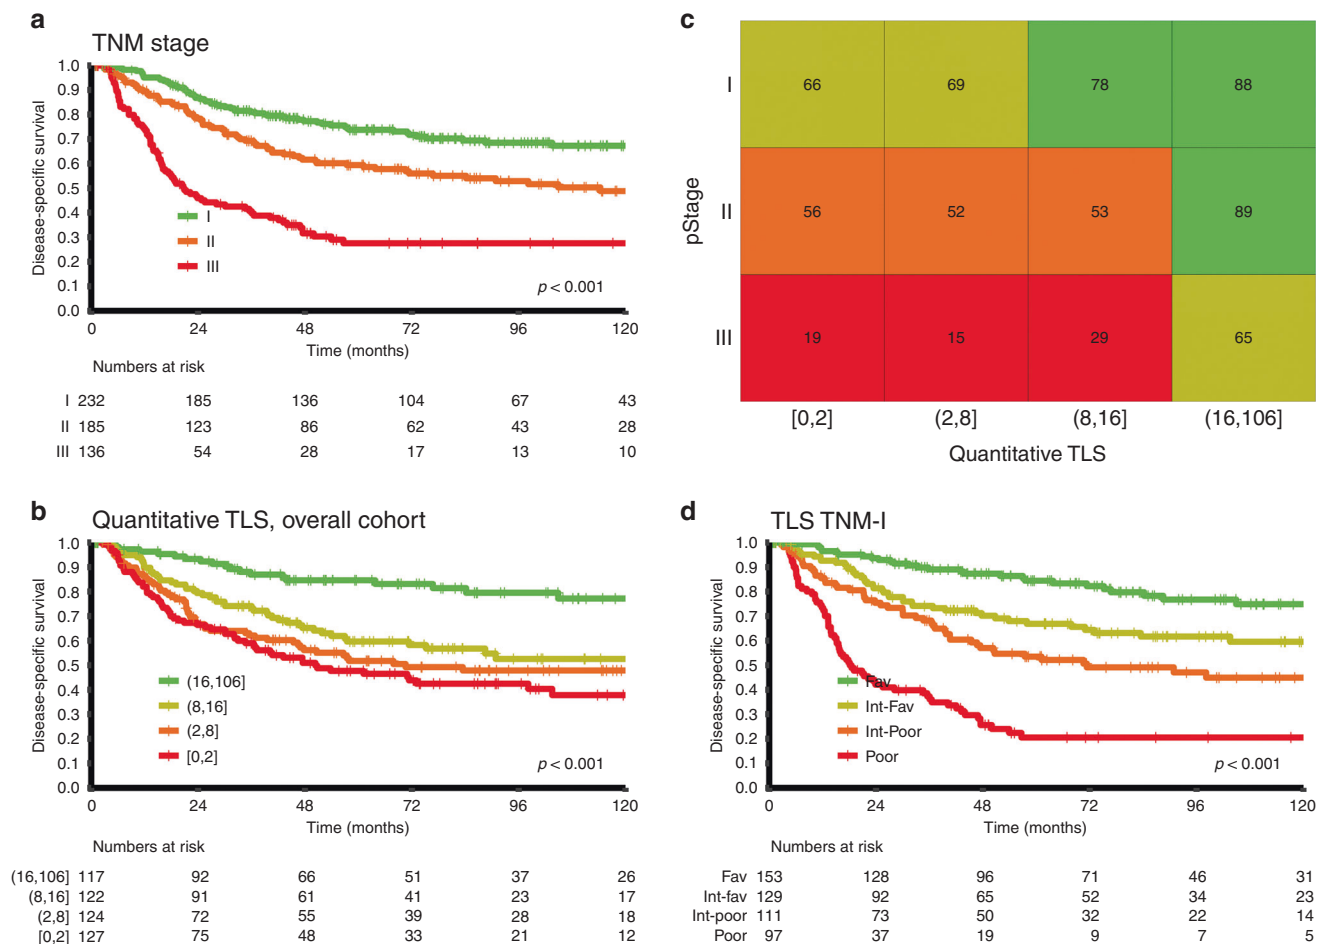 a
TNM stage
Disease-specific survival
1.0
0.9
0.8
0.7
0.6
0.5
0.4
0.3
0.2
0.1
0.0
I
II
III
p < 0.001
0 24 48 72 96 120
Time (months)
Numbers at risk
I 232 185 136 104 67 43
II 185 123 86 62 43 28
III 136 54 28 17 13 10
b
Quantitative TLS, overall cohort
Disease-specific survival
1.0
0.9
0.8
0.7
0.6
0.5
0.4
0.3
0.2
0.1
0.0
(16,106]
(8,16]
(2,8]
[0,2]
p < 0.001
0 24 48 72 96 120
Time (months)
Numbers at risk
(16,106] 117 92 66 51 37 26
(8,16] 122 91 61 41 23 17
(2,8] 124 72 55 39 28 18
[0,2] 127 75 48 33 21 12
c
pStage
I 66 69 78 88
II 56 52 53 89
III 19 15 29 65
[0,2] (2,8] (8,16] (16,106]
Quantitative TLS
d
TLS TNM-I
Disease-specific survival
1.0
0.9
0.8
0.7
0.6
0.5
0.4
0.3
0.2
0.1
0.0
Fav
Int-Fav
Int-Poor
Poor
p < 0.001
0 24 48 72 96 120
Time (months)
Numbers at risk
Fav 153 128 96 71 46 31
Int-fav 129 92 65 52 34 23
Int-poor 111 73 50 32 22 14
Poor 97 37 19 9 7 5